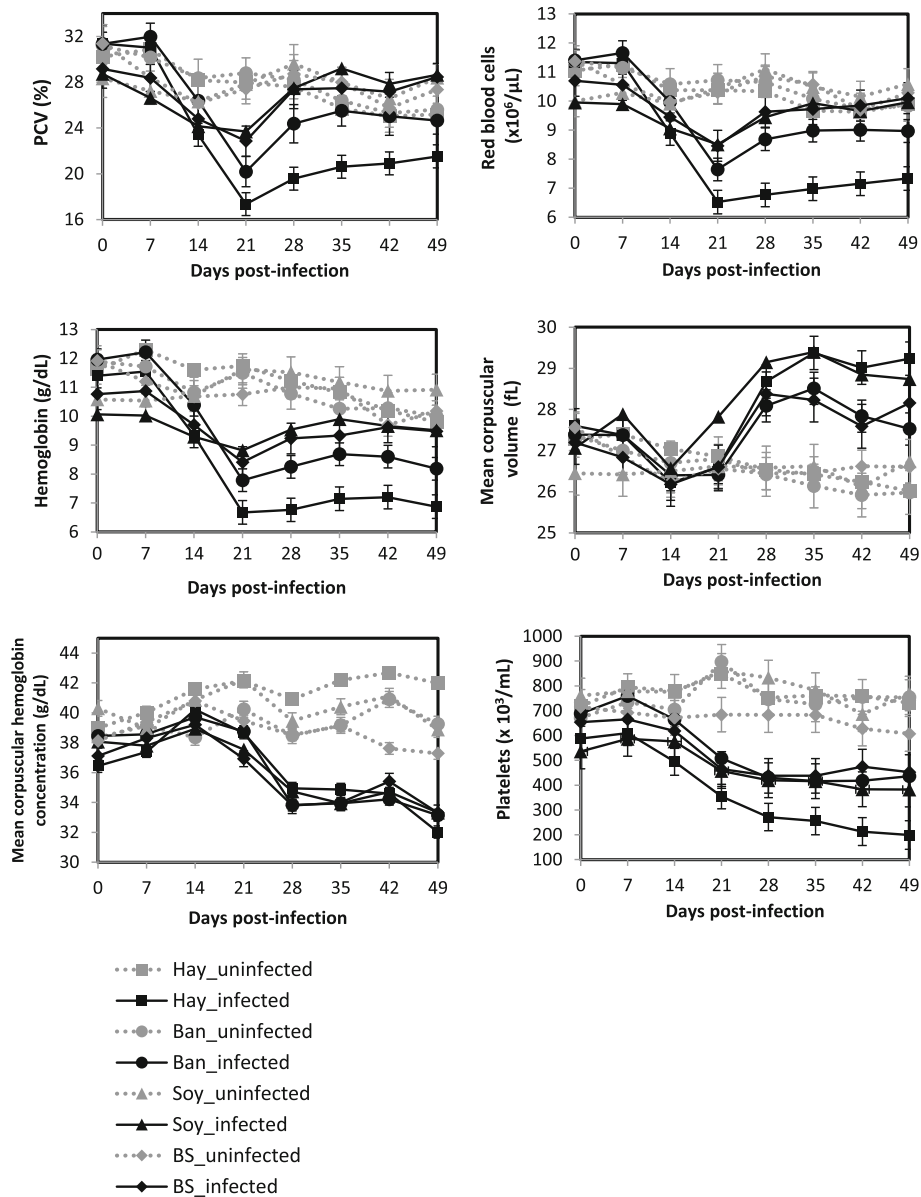 PCV (%)
32
28
24
20
16
0 7 14 21 28 35 42 49
Days post-infection
Red blood cells
(x10⁶/µL)
13
12
11
10
9
8
7
6
0 7 14 21 28 35 42 49
Days post-infection
Hemoglobin (g/dL)
13
12
11
10
9
8
7
6
0 7 14 21 28 35 42 49
Days post-infection
Mean corpuscular
volume (fL)
30
29
28
27
26
25
0 7 14 21 28 35 42 49
Days post-infection
Mean corpuscular hemoglobin
concentration (g/dL)
44
42
40
38
36
34
32
30
0 7 14 21 28 35 42 49
Days post-infection
Platelets (x 10³/mL)
1000
900
800
700
600
500
400
300
200
100
0 7 14 21 28 35 42 49
Days post-infection
Hay_uninfected
Hay_infected
Ban_uninfected
Ban_infected
Soy_uninfected
Soy_infected
BS_uninfected
BS_infected